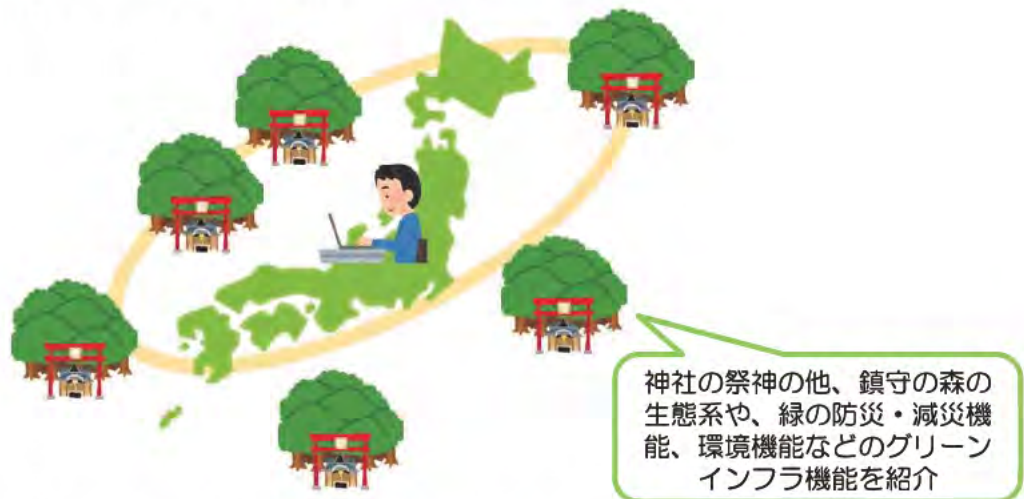 神社の祭神の他、鎮守の森の
生態系や、緑の防災・減災機
能、環境機能などのグリーン
インフラ機能を紹介